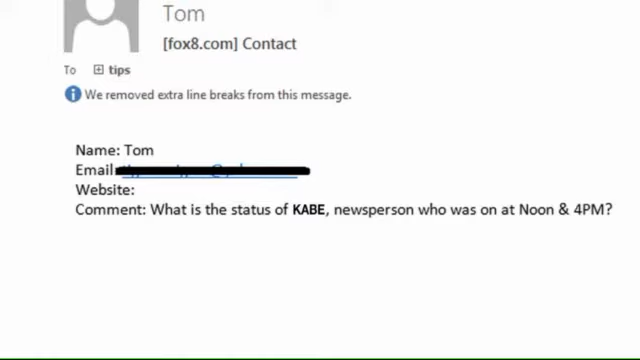 Tom
[fox8.com] Contact
To tips
We removed extra line breaks from this message.
Name: Tom
Email:
Website:
Comment: What is the status of KABE, newsperson who was on at Noon & 4PM?